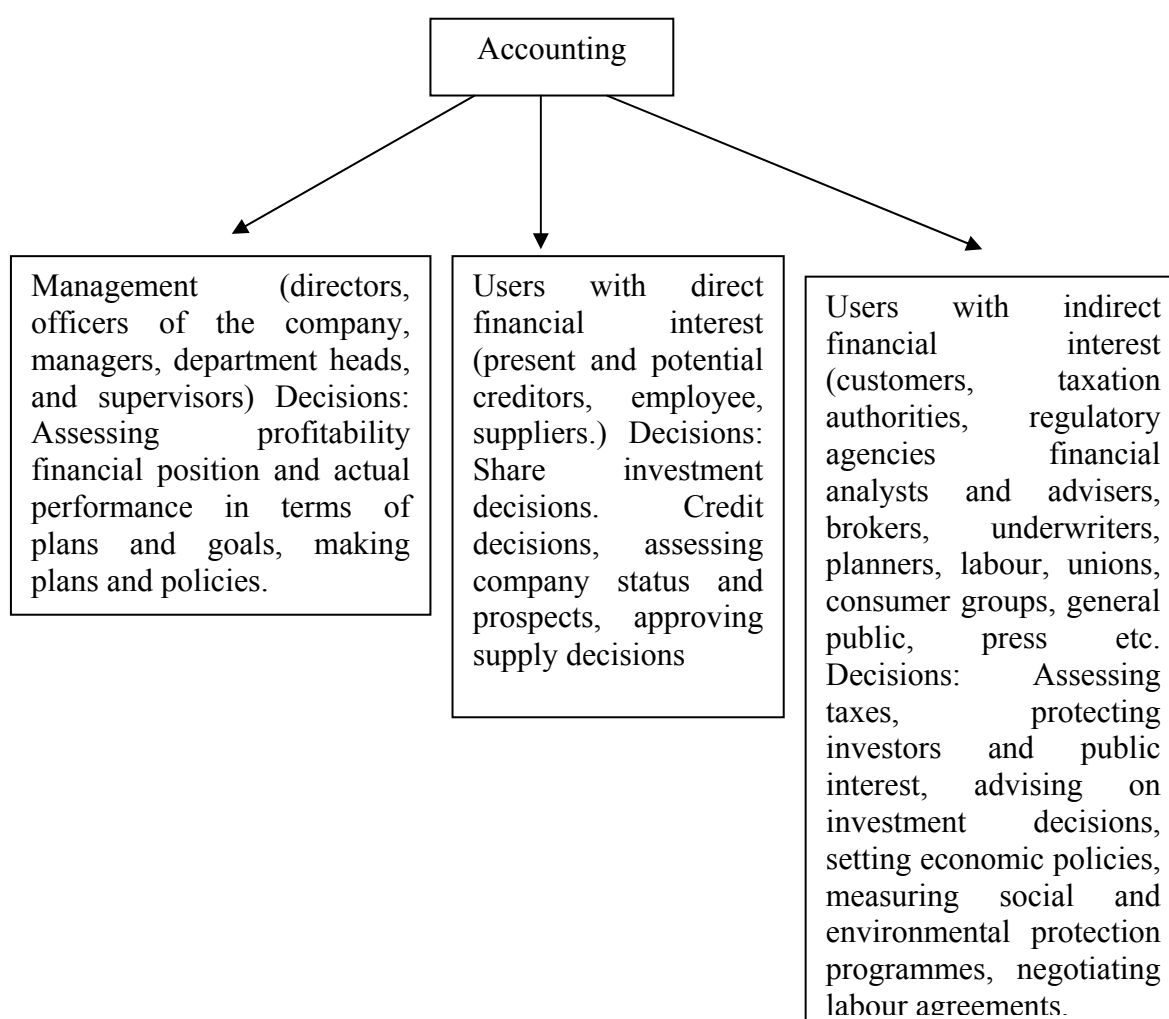 Accounting
Management (directors,
officers of the company,
managers, department heads,
and supervisors) Decisions:
Assessing profitability
financial position and actual
performance in terms of
plans and goals, making
plans and policies.
Users with direct
financial interest
(present and potential
creditors, employee,
suppliers.) Decisions:
Share investment
decisions. Credit
decisions, assessing
company status and
prospects, approving
supply decisions
Users with indirect
financial interest
(customers, taxation
authorities, regulatory
agencies financial
analysts and advisers,
brokers, underwriters,
planners, labour, unions,
consumer groups, general
public, press etc.
Decisions: Assessing
taxes, protecting
investors and public
interest, advising on
investment decisions,
setting economic policies,
measuring social and
environmental protection
programmes, negotiating
labour agreements.